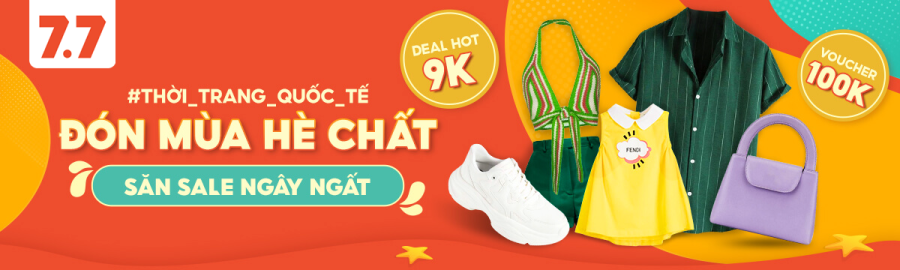 7.7
#THỜI_TRANG_QUỐC_TẾ
ĐÓN MÙA HÈ CHẤT
SĂN SALE NGÂY NGẤT
DEAL HOT
9K
FENDI
VOUCHER
100K